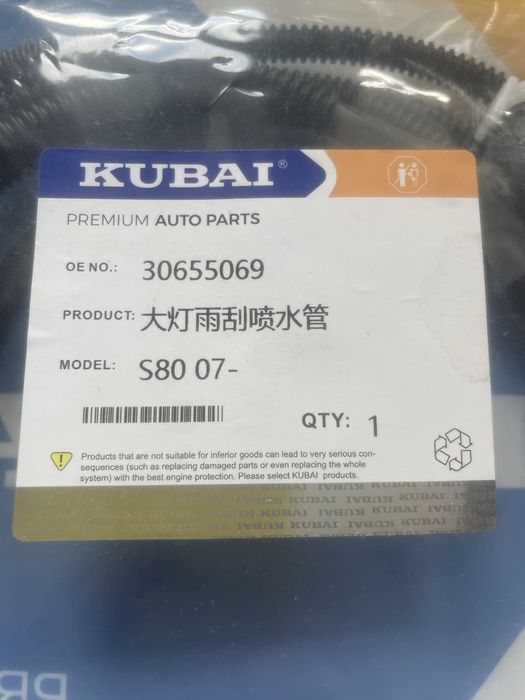 KUBAI®
PREMIUM AUTO PARTS
OE NO.: 30655069
PRODUCT: 大灯雨刮喷水管
MODEL: S80 07-
QTY: 1
Products that are not suitable for inferior goods can lead to very serious con-
sequences (such as replacing damaged parts or even replacing the whole
system) with the best engine protection. Please select KUBAI products.